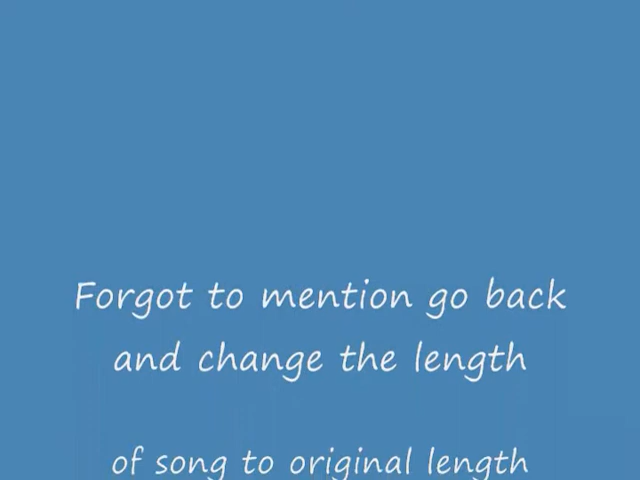 Forgot to mention go back
and change the length
of song to original length